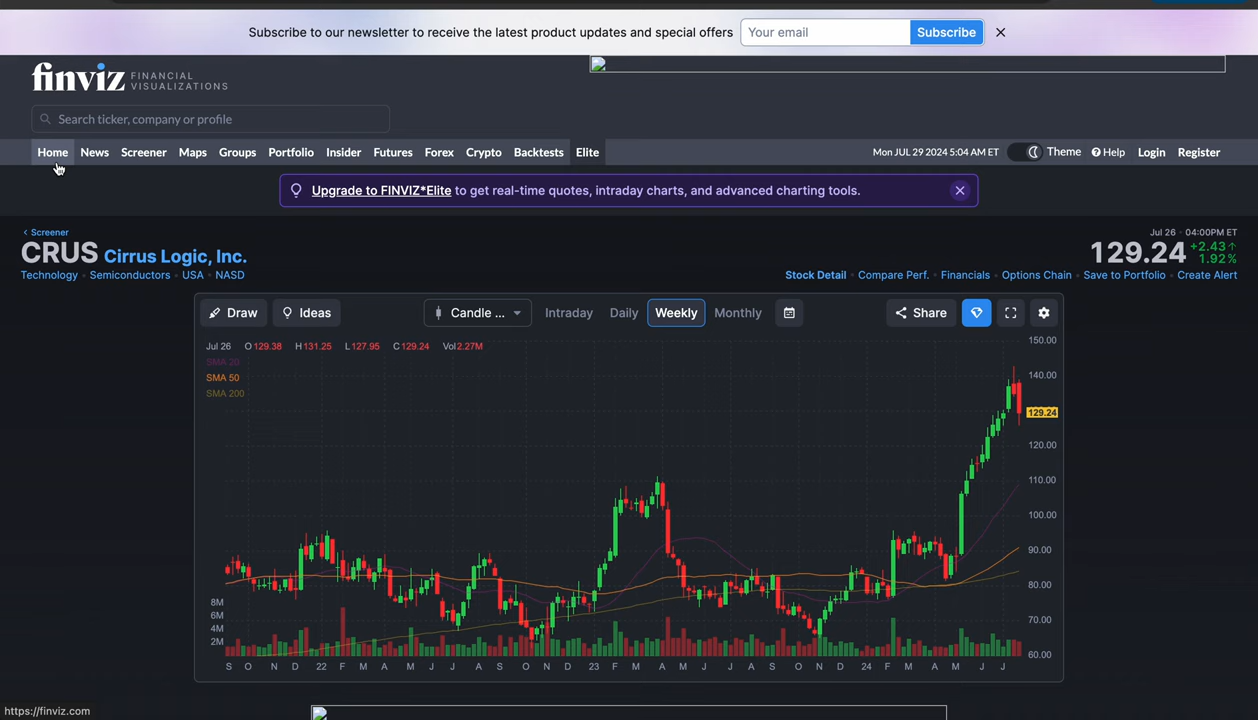 Subscribe to our newsletter to receive the latest product updates and special offers Your email Subscribe
finviz FINANCIAL VISUALIZATIONS
Search ticker, company or profile
Home News Screener Maps Groups Portfolio Insider Futures Forex Crypto Backtests Elite Mon JUL 29 2024 5:04 AM ET Theme Help Login Register
Upgrade to FINVIZ*Elite to get real-time quotes, intraday charts, and advanced charting tools.
< Screener Jul 26 · 04:00PM ET
CRUS Cirrus Logic, Inc. 129.24 +2.43 1.92%
Technology · Semiconductors · USA · NASD Stock Detail · Compare Perf. · Financials · Options Chain · Save to Portfolio · Create Alert
Draw Ideas Candle ... Intraday Daily Weekly Monthly Share
Jul 26 O129.38 H131.25 L127.95 C129.24 Vol2.27M
SMA 20
SMA 50
SMA 200
150.00
140.00
129.24
120.00
110.00
100.00
90.00
80.00
70.00
60.00
8M
6M
4M
2M
S O N D 22 F M A M J J A S O N D 23 F M A M J J A S O N D 24 F M A M J J
https://finviz.com